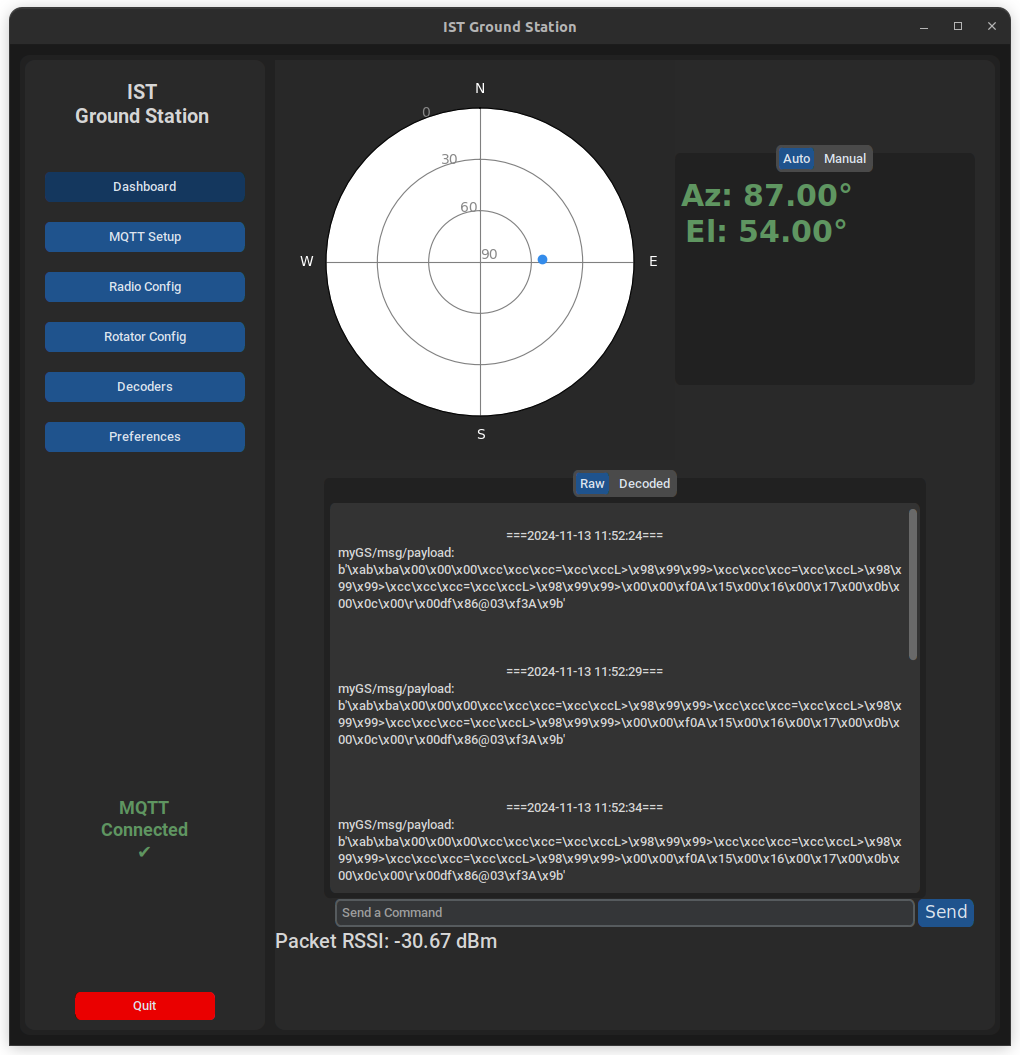 IST Ground Station
IST
Ground Station
Dashboard
MQTT Setup
Radio Config
Rotator Config
Decoders
Preferences
MQTT
Connected
✔
Quit
N
0
30
60
90
W
E
S
Auto Manual
Az: 87.00°
El: 54.00°
Raw Decoded
===2024-11-13 11:52:24===
myGS/msg/payload:
b'\xab\xba\x00\x00\x00\xcc\xcc\xcc=\xcc\xccL>\x98\x99\x99>\xcc\xcc\xcc=\xcc\xccL>\x98\x
99\x99>\xcc\xcc\xcc=\xcc\xccL>\x98\x99\x99>\x00\x00\xf0A\x15\x00\x16\x00\x17\x00\x0b\x
00\x0c\x00\r\x00df\x86@03\xf3A\x9b'
===2024-11-13 11:52:29===
myGS/msg/payload:
b'\xab\xba\x00\x00\x00\xcc\xcc\xcc=\xcc\xccL>\x98\x99\x99>\xcc\xcc\xcc=\xcc\xccL>\x98\x
99\x99>\xcc\xcc\xcc=\xcc\xccL>\x98\x99\x99>\x00\x00\xf0A\x15\x00\x16\x00\x17\x00\x0b\x
00\x0c\x00\r\x00df\x86@03\xf3A\x9b'
===2024-11-13 11:52:34===
myGS/msg/payload:
b'\xab\xba\x00\x00\x00\xcc\xcc\xcc=\xcc\xccL>\x98\x99\x99>\xcc\xcc\xcc=\xcc\xccL>\x98\x
99\x99>\xcc\xcc\xcc=\xcc\xccL>\x98\x99\x99>\x00\x00\xf0A\x15\x00\x16\x00\x17\x00\x0b\x
00\x0c\x00\r\x00df\x86@03\xf3A\x9b'
Send a Command Send
Packet RSSI: -30.67 dBm